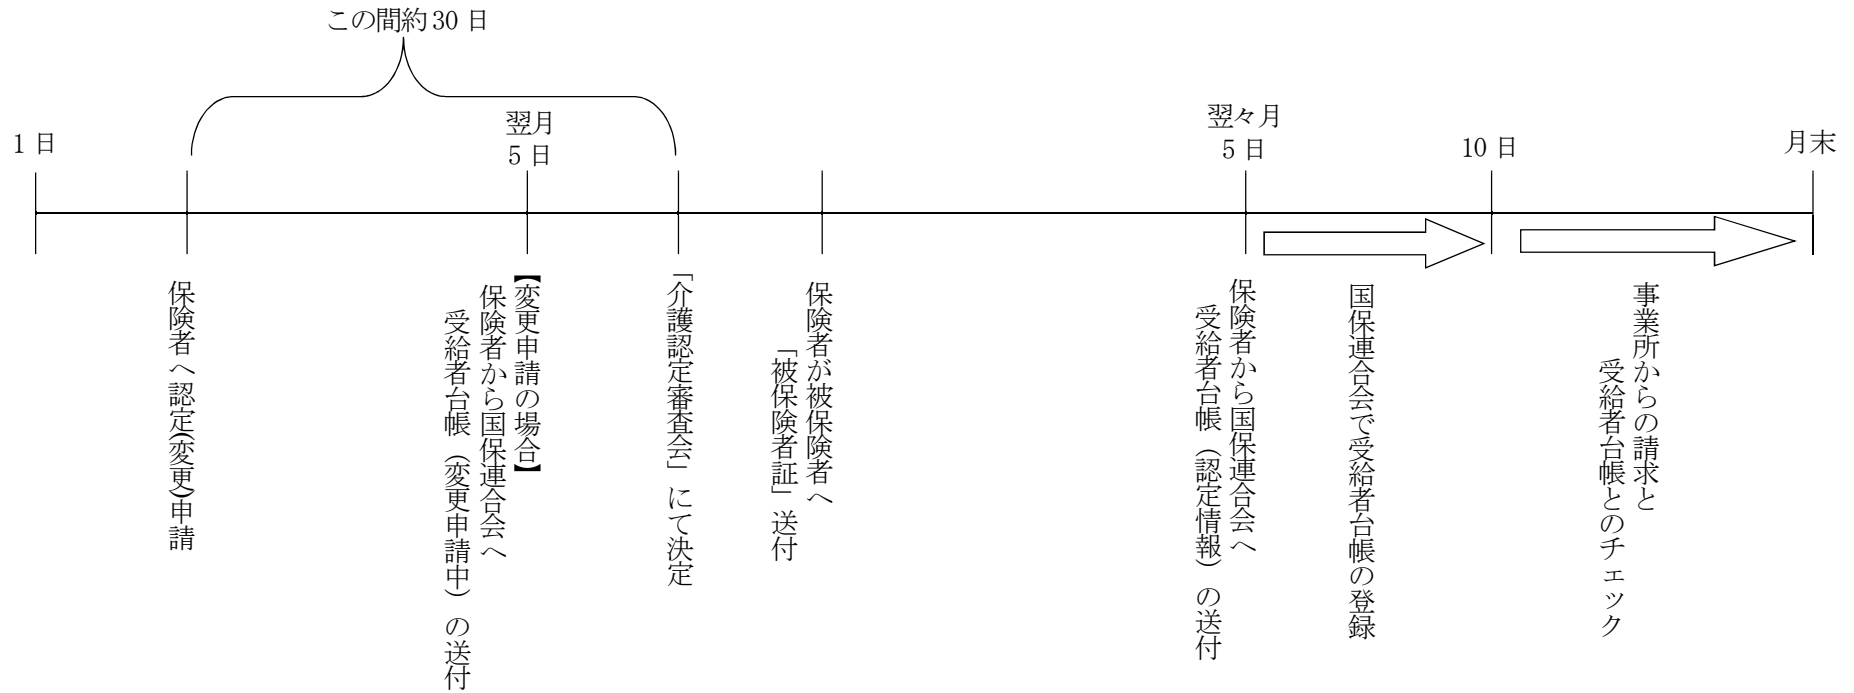 この間約30日
1日
翌月
5日
翌々月
5日
10日
月末
保険者へ認定(変更)申請
【変更申請の場合】
保険者から国保連合会へ
受給者台帳（変更申請中）の送付
「介護認定審査会」にて決定
保険者が被保険者へ
「被保険者証」送付
保険者から国保連合会へ
受給者台帳（認定情報）の送付
国保連合会で受給者台帳の登録
事業所からの請求と
受給者台帳とのチェック